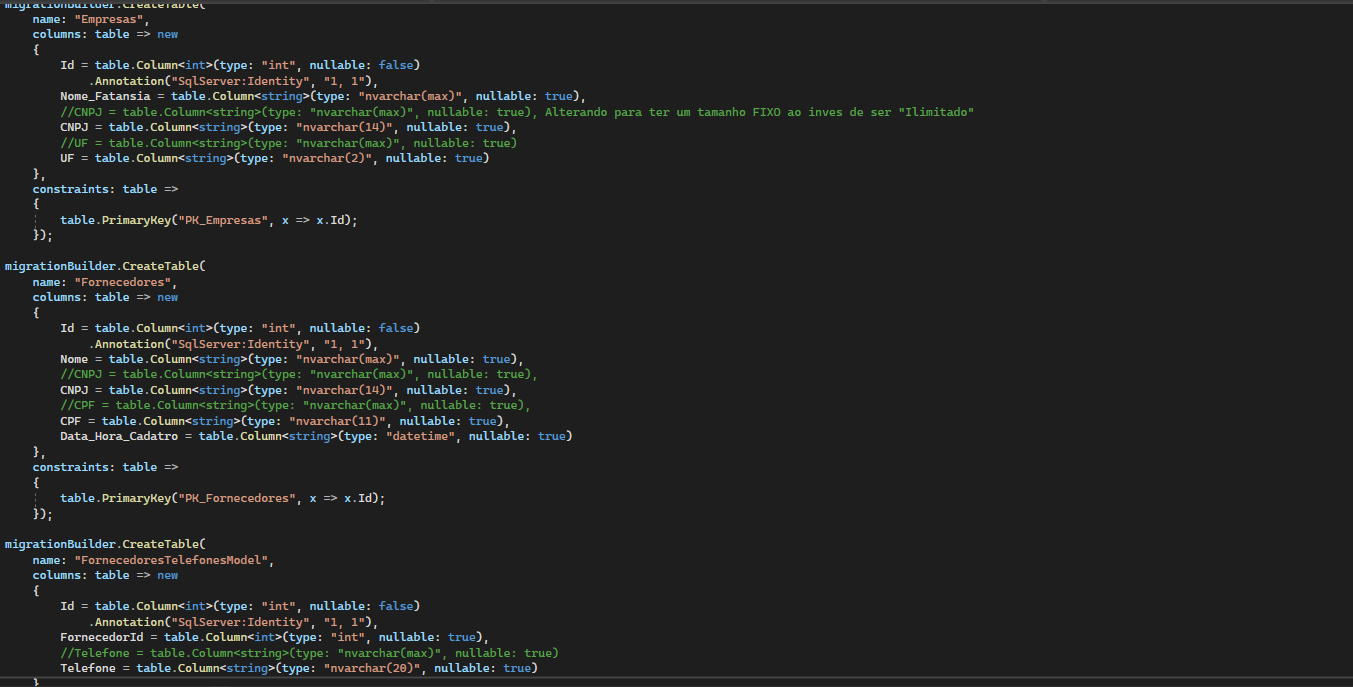 migrationBuilder.CreateTable(
    name: "Empresas",
    columns: table => new
    {
        Id = table.Column<int>(type: "int", nullable: false)
            .Annotation("SqlServer:Identity", "1, 1"),
        Nome_Fatansia = table.Column<string>(type: "nvarchar(max)", nullable: true),
        //CNPJ = table.Column<string>(type: "nvarchar(max)", nullable: true), Alterando para ter um tamanho FIXO ao inves de ser "Ilimitado"
        CNPJ = table.Column<string>(type: "nvarchar(14)", nullable: true),
        //UF = table.Column<string>(type: "nvarchar(max)", nullable: true)
        UF = table.Column<string>(type: "nvarchar(2)", nullable: true)
    },
    constraints: table =>
    {
        table.PrimaryKey("PK_Empresas", x => x.Id);
    });

migrationBuilder.CreateTable(
    name: "Fornecedores",
    columns: table => new
    {
        Id = table.Column<int>(type: "int", nullable: false)
            .Annotation("SqlServer:Identity", "1, 1"),
        Nome = table.Column<string>(type: "nvarchar(max)", nullable: true),
        //CNPJ = table.Column<string>(type: "nvarchar(max)", nullable: true),
        CNPJ = table.Column<string>(type: "nvarchar(14)", nullable: true),
        //CPF = table.Column<string>(type: "nvarchar(max)", nullable: true),
        CPF = table.Column<string>(type: "nvarchar(11)", nullable: true),
        Data_Hora_Cadatro = table.Column<string>(type: "datetime", nullable: true)
    },
    constraints: table =>
    {
        table.PrimaryKey("PK_Fornecedores", x => x.Id);
    });

migrationBuilder.CreateTable(
    name: "FornecedoresTelefonesModel",
    columns: table => new
    {
        Id = table.Column<int>(type: "int", nullable: false)
            .Annotation("SqlServer:Identity", "1, 1"),
        FornecedorId = table.Column<int>(type: "int", nullable: true),
        //Telefone = table.Column<string>(type: "nvarchar(max)", nullable: true)
        Telefone = table.Column<string>(type: "nvarchar(20)", nullable: true)
    }